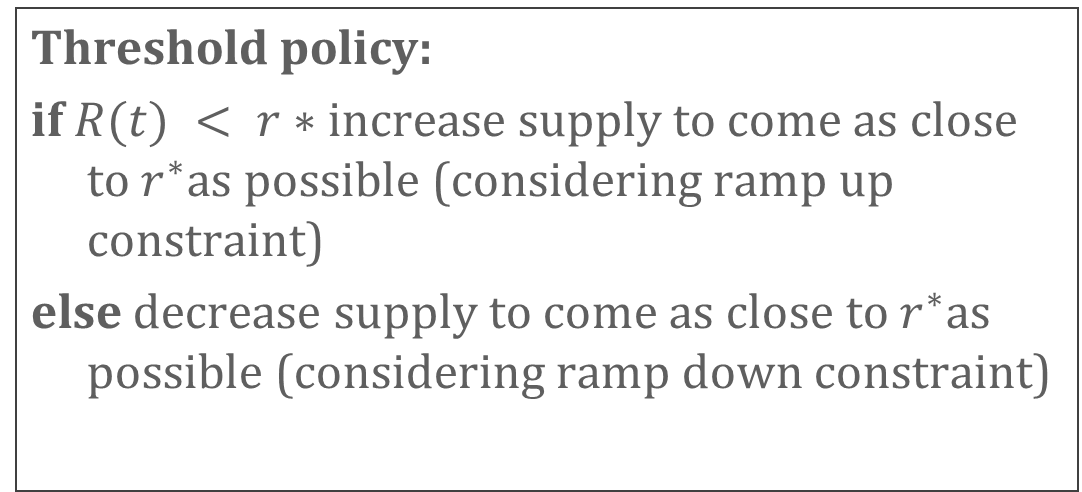 Threshold policy:
if R(t) < r ∗ increase supply to come as close
to r*as possible (considering ramp up
constraint)
else decrease supply to come as close to r*as
possible (considering ramp down constraint)